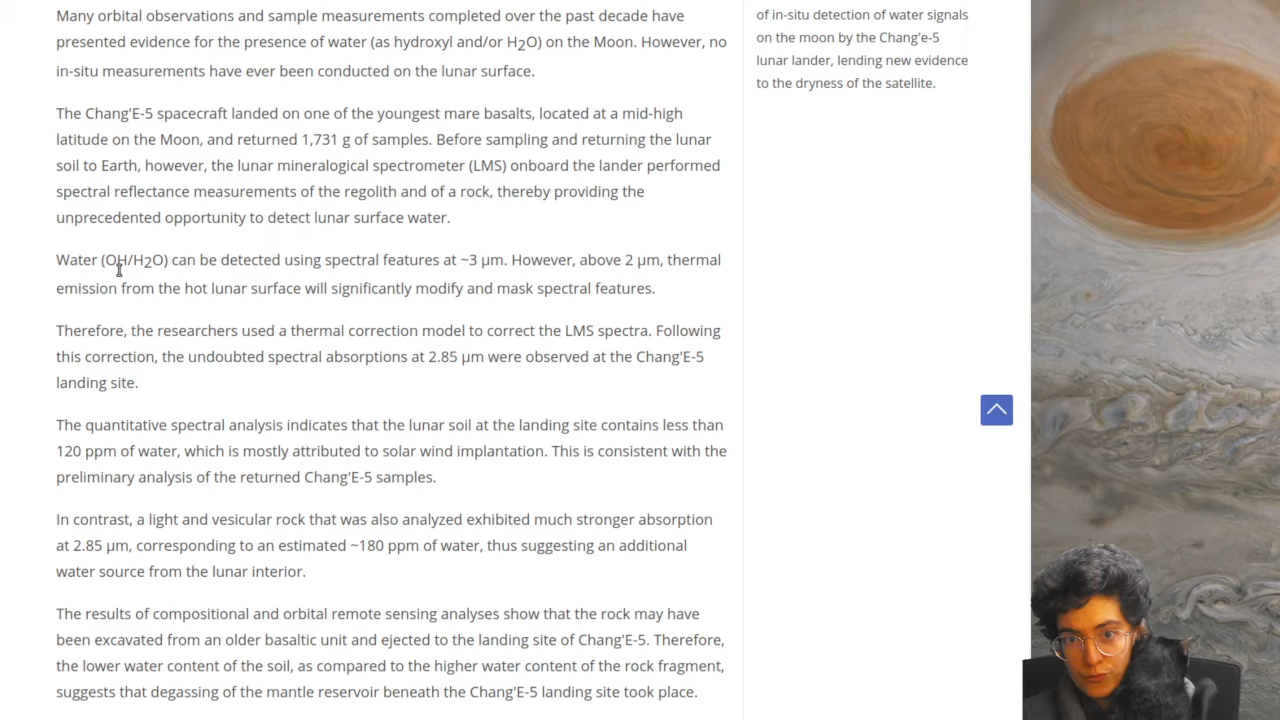 Many orbital observations and sample measurements completed over the past decade have
presented evidence for the presence of water (as hydroxyl and/or H2O) on the Moon. However, no
in-situ measurements have ever been conducted on the lunar surface.
The Chang'E-5 spacecraft landed on one of the youngest mare basalts, located at a mid-high
latitude on the Moon, and returned 1,731 g of samples. Before sampling and returning the lunar
soil to Earth, however, the lunar mineralogical spectrometer (LMS) onboard the lander performed
spectral reflectance measurements of the regolith and of a rock, thereby providing the
unprecedented opportunity to detect lunar surface water.
Water (OH/H2O) can be detected using spectral features at ~3 μm. However, above 2 μm, thermal
emission from the hot lunar surface will significantly modify and mask spectral features.
Therefore, the researchers used a thermal correction model to correct the LMS spectra. Following
this correction, the undoubted spectral absorptions at 2.85 μm were observed at the Chang'E-5
landing site.
The quantitative spectral analysis indicates that the lunar soil at the landing site contains less than
120 ppm of water, which is mostly attributed to solar wind implantation. This is consistent with the
preliminary analysis of the returned Chang'E-5 samples.
In contrast, a light and vesicular rock that was also analyzed exhibited much stronger absorption
at 2.85 μm, corresponding to an estimated ~180 ppm of water, thus suggesting an additional
water source from the lunar interior.
The results of compositional and orbital remote sensing analyses show that the rock may have
been excavated from an older basaltic unit and ejected to the landing site of Chang'E-5. Therefore,
the lower water content of the soil, as compared to the higher water content of the rock fragment,
suggests that degassing of the mantle reservoir beneath the Chang'E-5 landing site took place.
of in-situ detection of water signals
on the moon by the Chang'e-5
lunar lander, lending new evidence
to the dryness of the satellite.